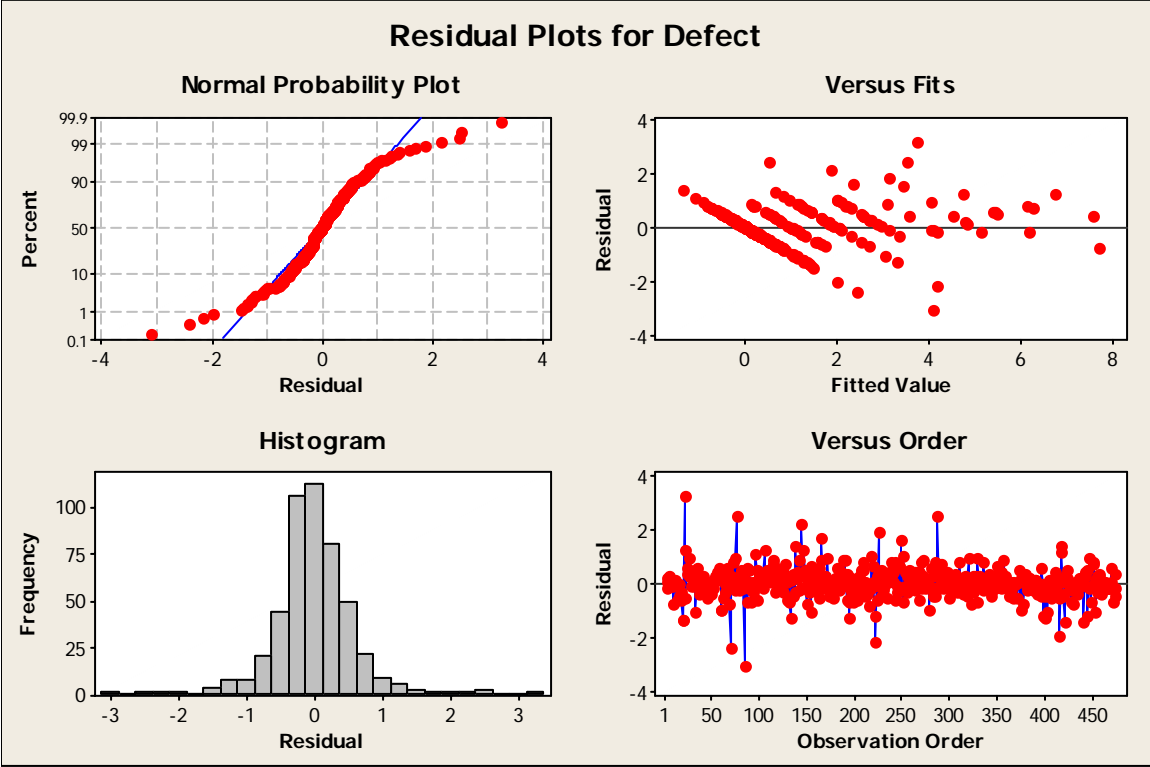 Residual Plots for Defect
Normal Probability Plot
99.9
99
90
50
10
1
0.1
Percent
-4 -2 0 2 4
Residual
Versus Fits
4
2
0
-2
-4
Residual
0 2 4 6 8
Fitted Value
Histogram
100
75
50
25
0
Frequency
-3 -2 -1 0 1 2 3
Residual
Versus Order
4
2
0
-2
-4
Residual
1 50 100 150 200 250 300 350 400 450
Observation Order